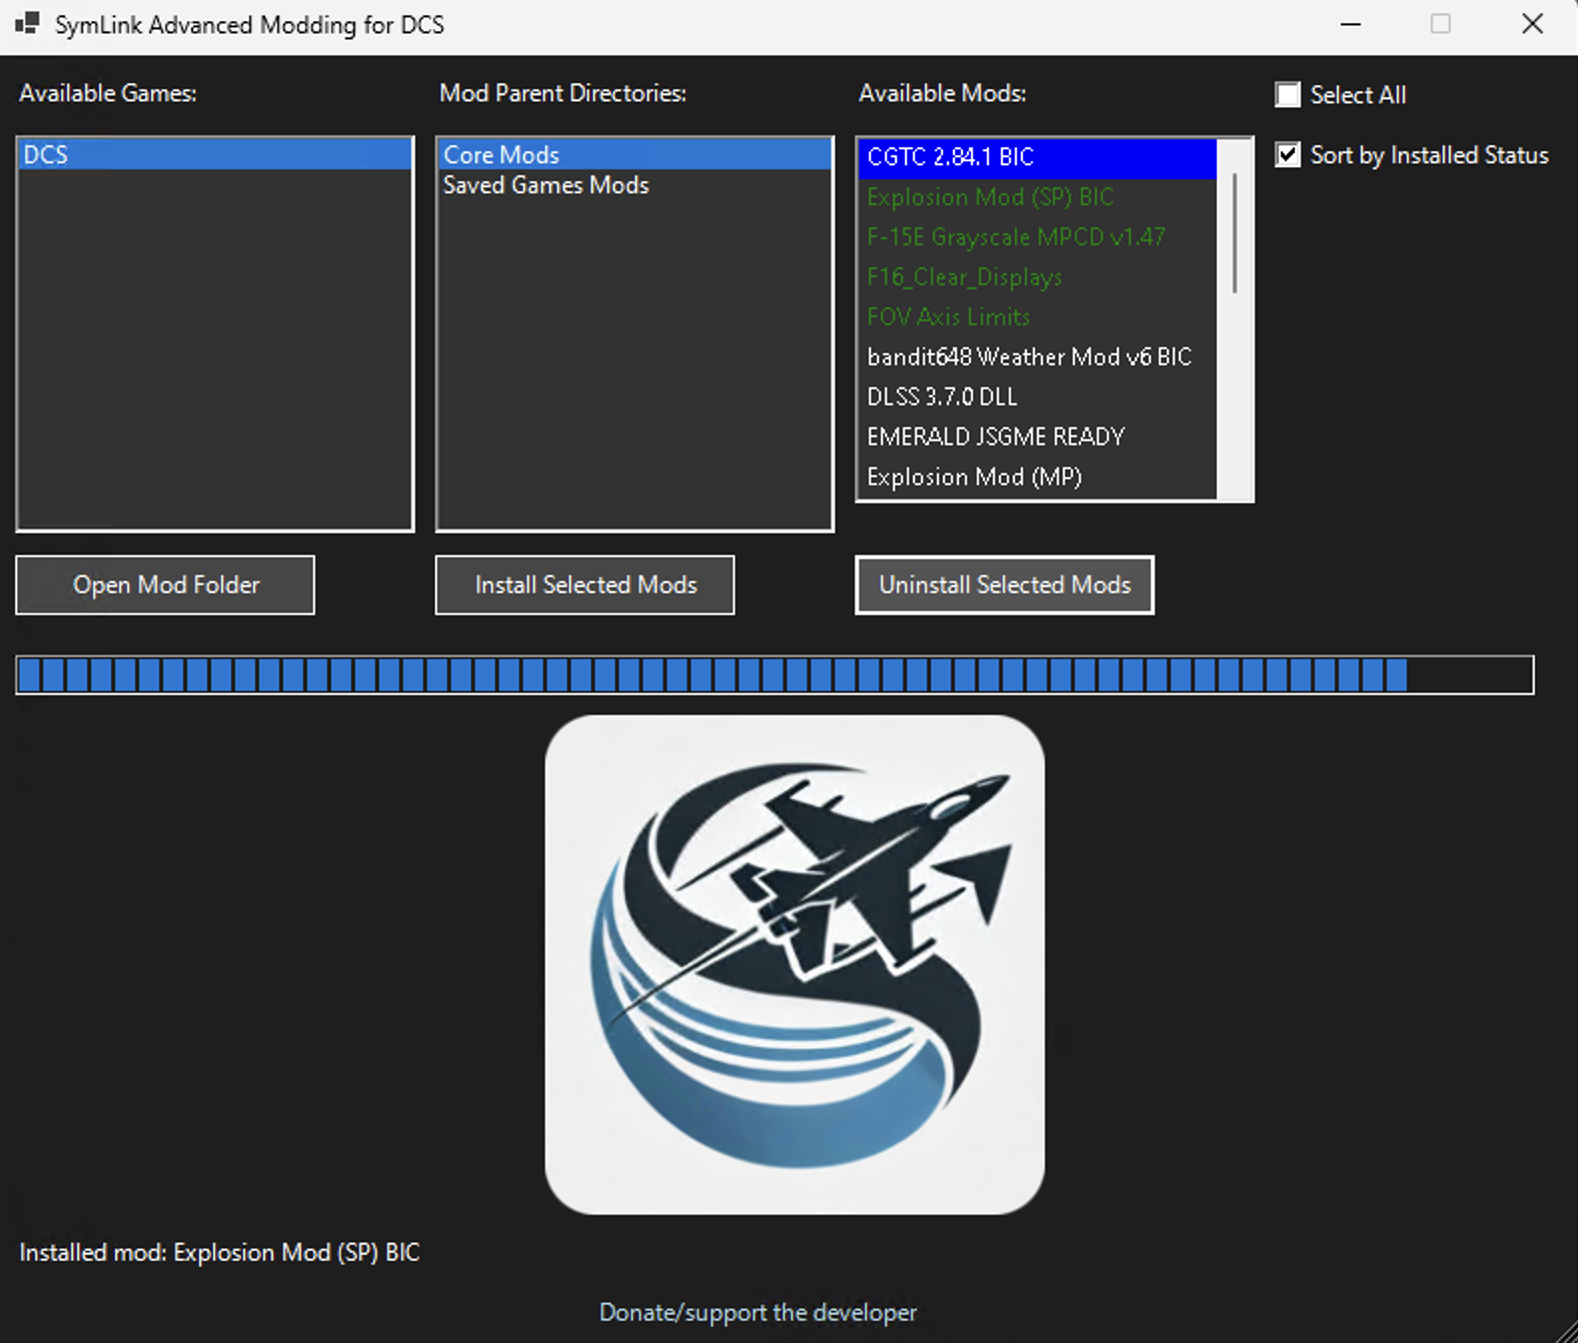 SymLink Advanced Modding for DCS
Available Games:
Mod Parent Directories:
Available Mods:
Select All
Sort by Installed Status
DCS
Core Mods
Saved Games Mods
CGTC 2.84.1 BIC
Explosion Mod (SP) BIC
F-15E Grayscale MPCD v1.47
F16_Clear_Displays
FOV Axis Limits
bandit648 Weather Mod v6 BIC
DLSS 3.7.0 DLL
EMERALD JSGME READY
Explosion Mod (MP)
Open Mod Folder
Install Selected Mods
Uninstall Selected Mods
Installed mod: Explosion Mod (SP) BIC
Donate/support the developer